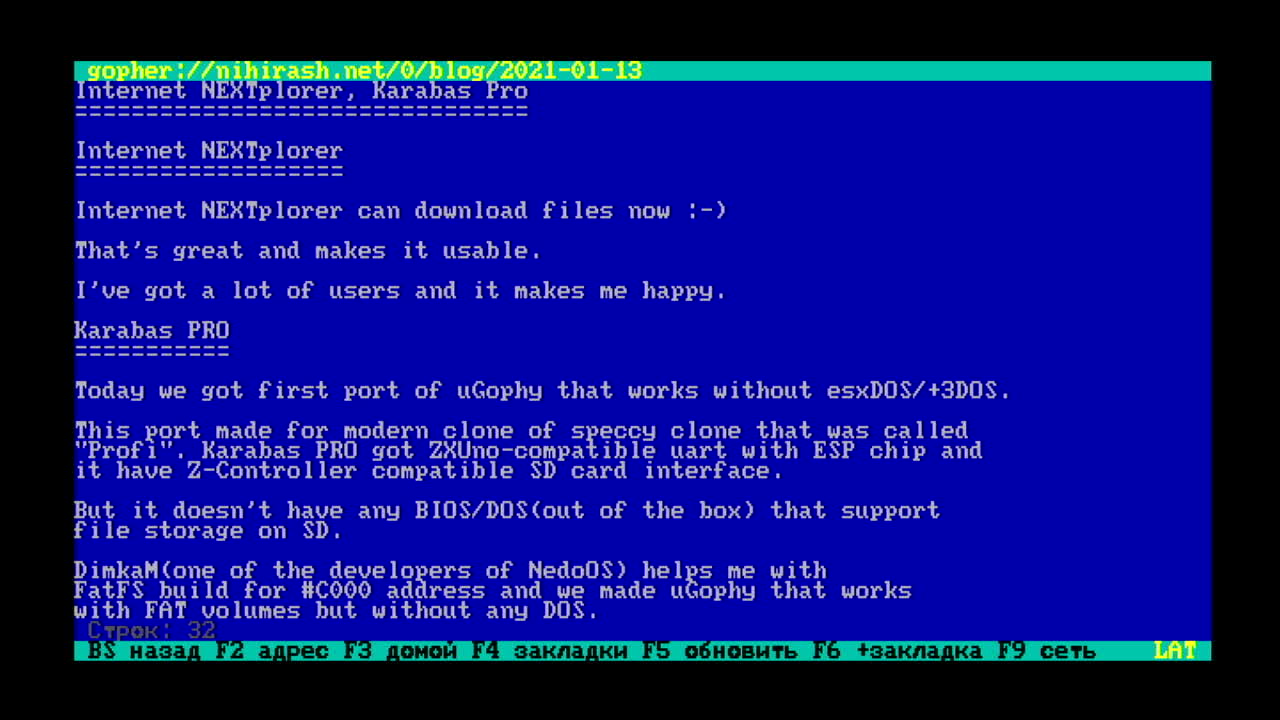 gopher://nihirash.net/0/blog/2021-01-13
Internet NEXTplorer, Karabas Pro
================================
Internet NEXTplorer
===================
Internet NEXTplorer can download files now :-)
That's great and makes it usable.
I've got a lot of users and it makes me happy.
Karabas PRO
===========
Today we got first port of uGophy that works without esxDOS/+3DOS.
This port made for modern clone of speccy clone that was called
"Profi". Karabas PRO got ZXUno-compatible uart with ESP chip and
it have Z-Controller compatible SD card interface.
But it doesn't have any BIOS/DOS(out of the box) that support
file storage on SD.
DimkaM(one of the developers of NedoOS) helps me with
FatFS build for #C000 address and we made uGophy that works
with FAT volumes but without any DOS.
Строк: 32
BS назад F2 адрес F3 домой F4 закладки F5 обновить F6 +закладка F9 сеть LAT